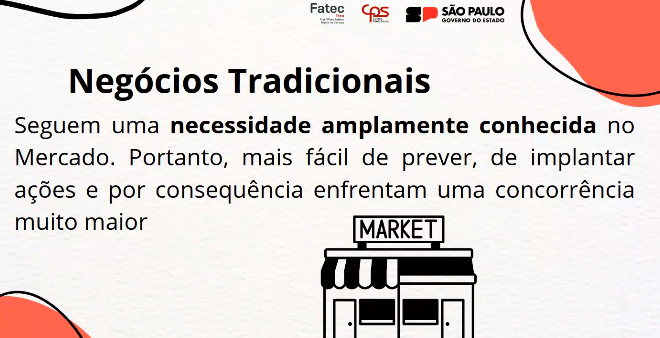 Fatec
cps
SP SÃO PAULO
GOVERNO DO ESTADO
Negócios Tradicionais
Seguem uma necessidade amplamente conhecida no
Mercado. Portanto, mais fácil de prever, de implantar
ações e por consequência enfrentam uma concorrência
muito maior
MARKET